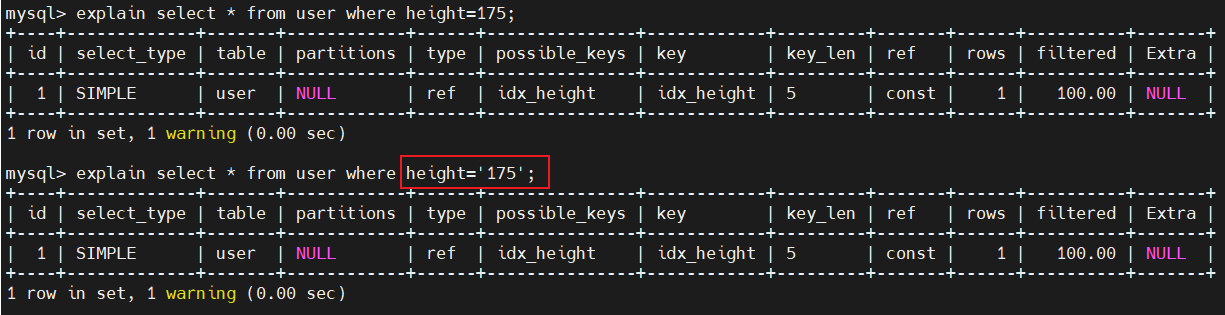 mysql> explain select * from user where height=175;
+----+-------------+-------+------------+------+---------------+------------+---------+-------+------+----------+-------+
| id | select_type | table | partitions | type | possible_keys | key        | key_len | ref   | rows | filtered | Extra |
+----+-------------+-------+------------+------+---------------+------------+---------+-------+------+----------+-------+
|  1 | SIMPLE      | user  | NULL       | ref  | idx_height    | idx_height | 5       | const |    1 |   100.00 | NULL  |
+----+-------------+-------+------------+------+---------------+------------+---------+-------+------+----------+-------+
1 row in set, 1 warning (0.00 sec)
mysql> explain select * from user where height='175';
+----+-------------+-------+------------+------+---------------+------------+---------+-------+------+----------+-------+
| id | select_type | table | partitions | type | possible_keys | key        | key_len | ref   | rows | filtered | Extra |
+----+-------------+-------+------------+------+---------------+------------+---------+-------+------+----------+-------+
|  1 | SIMPLE      | user  | NULL       | ref  | idx_height    | idx_height | 5       | const |    1 |   100.00 | NULL  |
+----+-------------+-------+------------+------+---------------+------------+---------+-------+------+----------+-------+
1 row in set, 1 warning (0.00 sec)